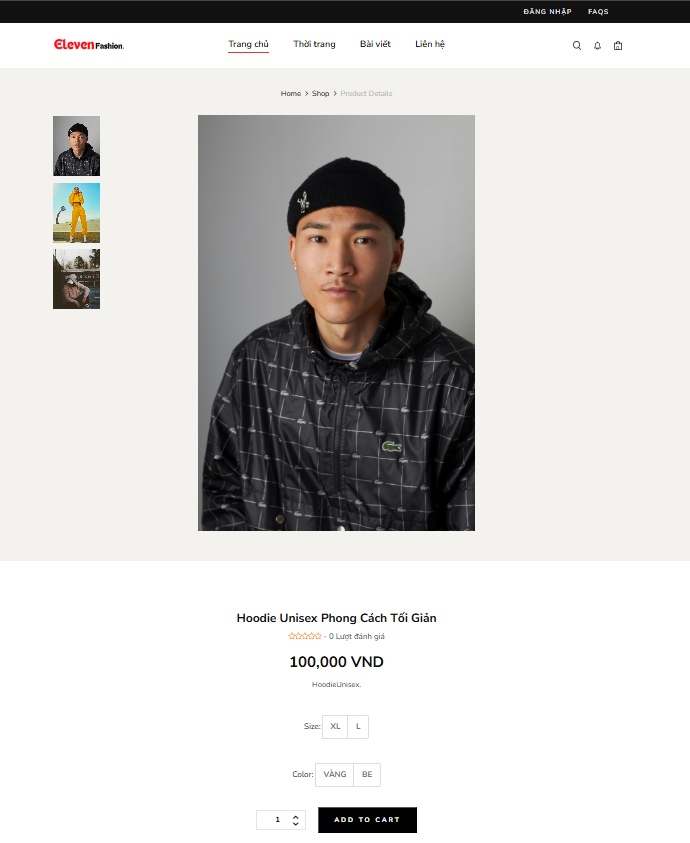 ĐĂNG NHẬP FAQS
Eleven Fashion.
Trang chủ Thời trang Bài viết Liên hệ
Home > Shop > Product Details
Hoodie Unisex Phong Cách Tối Giản
- 0 Lượt đánh giá
100,000 VND
HoodieUnisex.
Size: XL L
Color: VÀNG BE
1 ADD TO CART